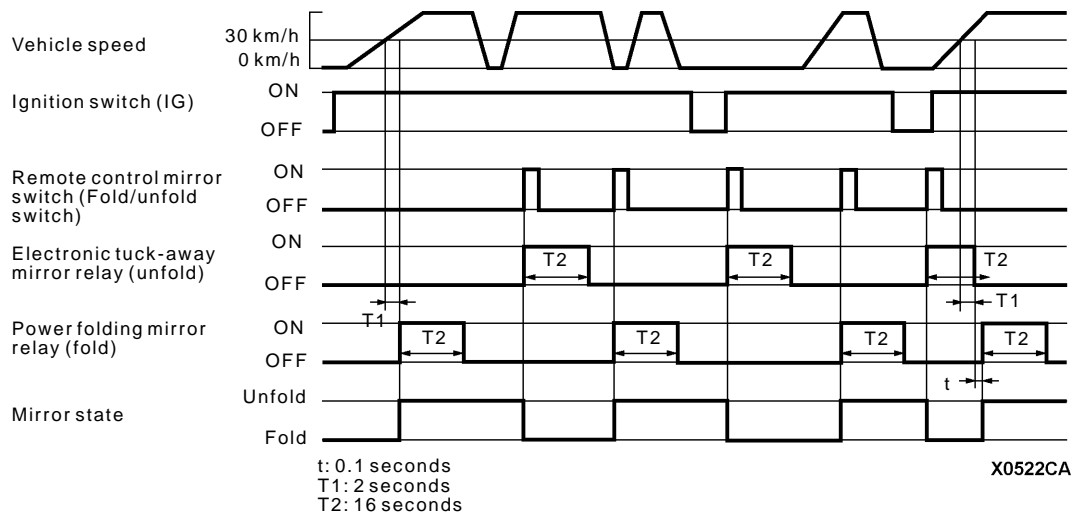 Vehicle speed
30 km/h
0 km/h
Ignition switch (IG)
ON
OFF
Remote control mirror
switch (Fold/unfold
switch)
ON
OFF
Electronic tuck-away
mirror relay (unfold)
ON
OFF
T2
T2
T2
T1
T1
Power folding mirror
relay (fold)
ON
OFF
T2
T2
T2
T2
t
Mirror state
Unfold
Fold
t: 0.1 seconds
T1: 2 seconds
T2: 16 seconds
X0522CA